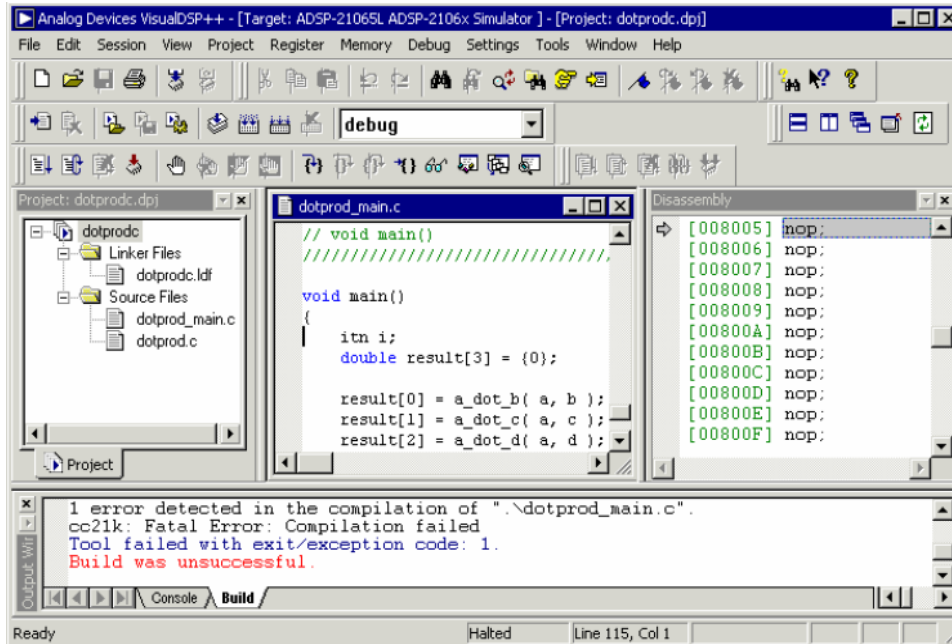 Analog Devices VisualDSP++ - [Target: ADSP-21065L ADSP-2106x Simulator ] - [Project: dotprodc.dpj]
File Edit Session View Project Register Memory Debug Settings Tools Window Help
debug
Project: dotprodc.dpj
dotprodc
Linker Files
dotprodc.ldf
Source Files
dotprod_main.c
dotprod.c
Project
dotprod_main.c
// void main()
/////////////////////////////////
void main()
{
itn i;
double result[3] = {0};
result[0] = a_dot_b( a, b );
result[1] = a_dot_c( a, c );
result[2] = a_dot_d( a, d );
Disassembly
[008005] nop;
[008006] nop;
[008007] nop;
[008008] nop;
[008009] nop;
[00800A] nop;
[00800B] nop;
[00800C] nop;
[00800D] nop;
[00800E] nop;
[00800F] nop;
Output Wir
1 error detected in the compilation of ".\dotprod_main.c".
cc21k: Fatal Error: Compilation failed
Tool failed with exit/exception code: 1.
Build was unsuccessful.
Console Build
Ready Halted Line 115, Col 1